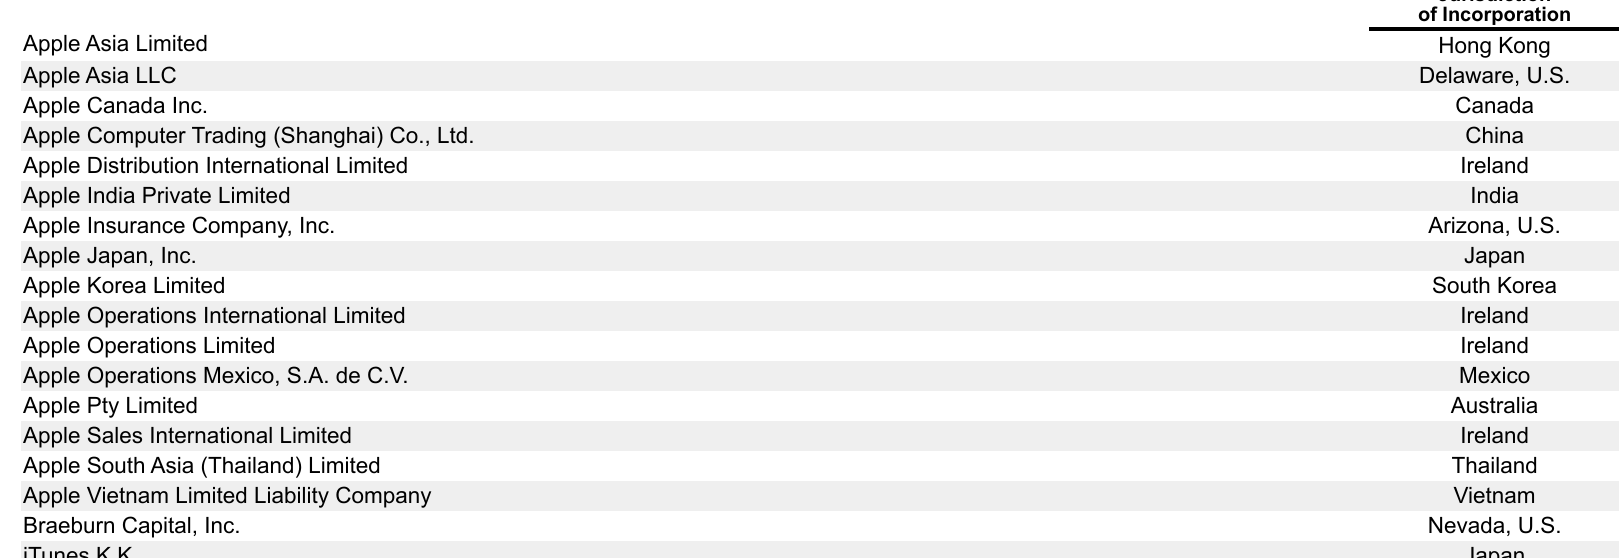 Jurisdiction
of Incorporation
Apple Asia Limited Hong Kong
Apple Asia LLC Delaware, U.S.
Apple Canada Inc. Canada
Apple Computer Trading (Shanghai) Co., Ltd. China
Apple Distribution International Limited Ireland
Apple India Private Limited India
Apple Insurance Company, Inc. Arizona, U.S.
Apple Japan, Inc. Japan
Apple Korea Limited South Korea
Apple Operations International Limited Ireland
Apple Operations Limited Ireland
Apple Operations Mexico, S.A. de C.V. Mexico
Apple Pty Limited Australia
Apple Sales International Limited Ireland
Apple South Asia (Thailand) Limited Thailand
Apple Vietnam Limited Liability Company Vietnam
Braeburn Capital, Inc. Nevada, U.S.
iTunes K.K. Japan